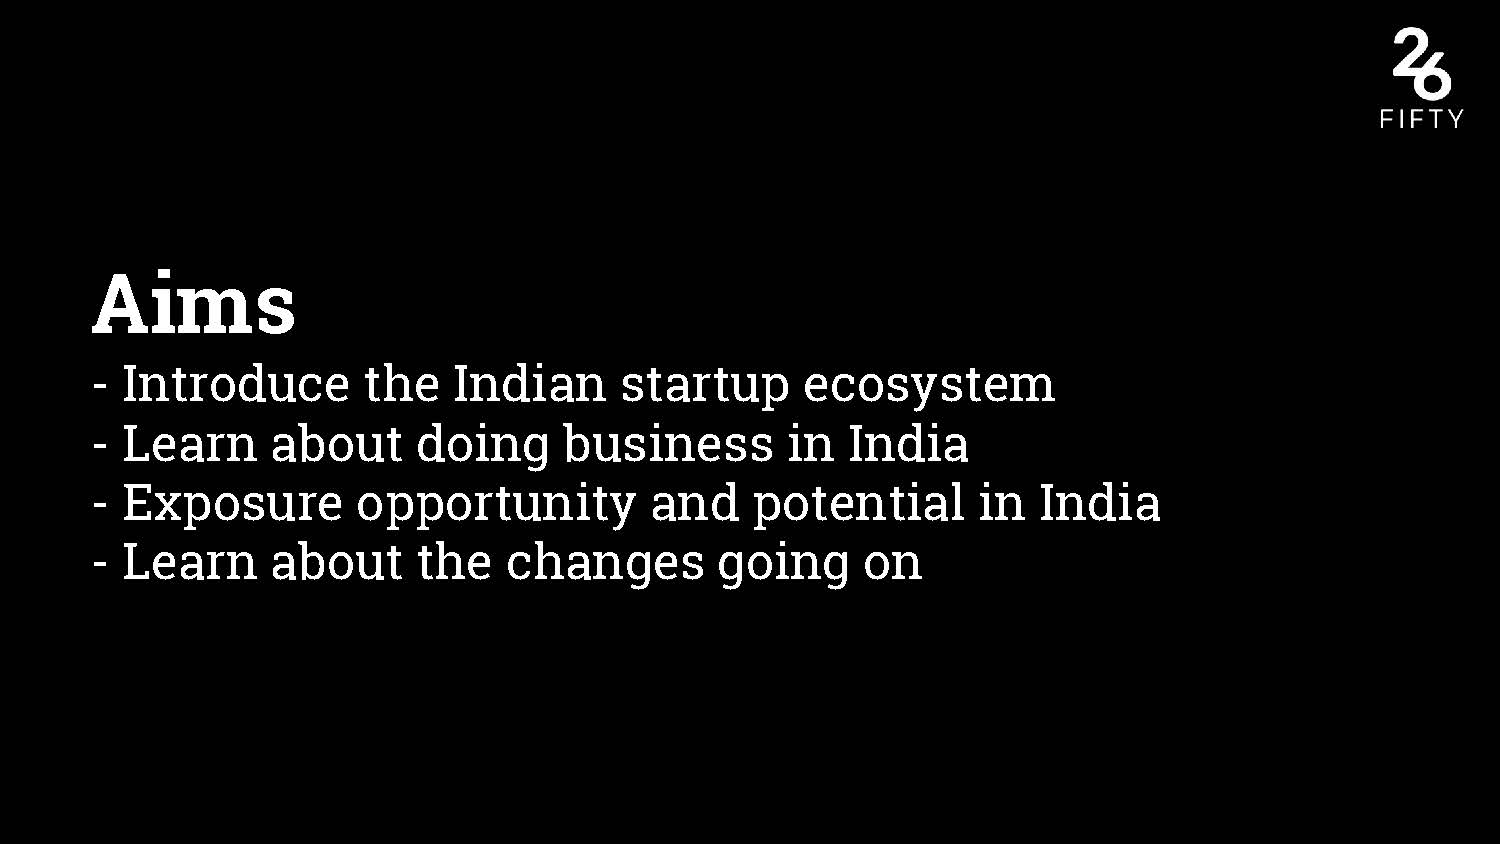 26
FIFTY
Aims
- Introduce the Indian startup ecosystem
- Learn about doing business in India
- Exposure opportunity and potential in India
- Learn about the changes going on